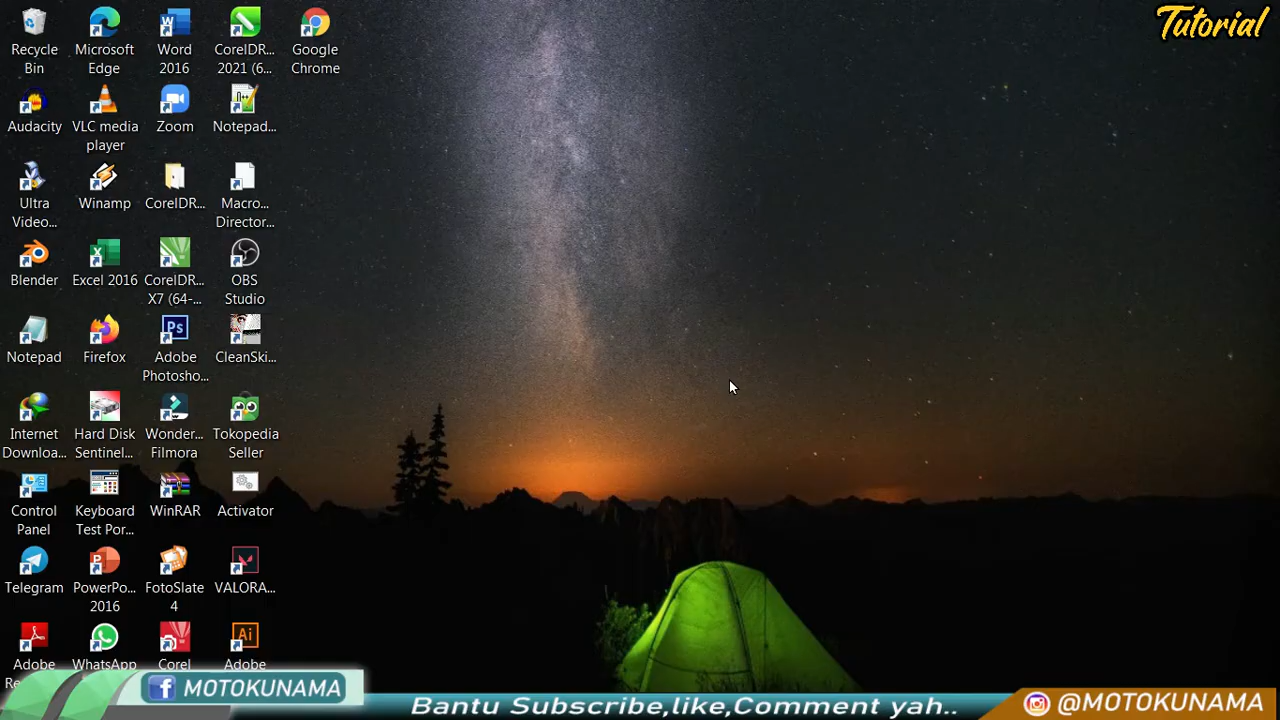 Tutorial
Recycle
Bin
Microsoft
Edge
Word
2016
CorelDR...
2021 (6...
Google
Chrome
Audacity
VLC media
player
Zoom
Notepad...
Ultra
Video...
Winamp
CorelDR...
Macro...
Director...
Blender
Excel 2016
CorelDR...
X7 (64-...
OBS
Studio
Notepad
Firefox
Adobe
Photosho...
CleanSki...
Internet
Downloa...
Hard Disk
Sentinel...
Wonder...
Filmora
Tokopedia
Seller
Control
Panel
Keyboard
Test Por...
WinRAR
Activator
Telegram
PowerPo...
2016
FotoSlate
4
VALORA...
Adobe
WhatsApp
Corel
Adobe
MOTOKUNAMA
Bantu Subscribe,like,Comment yah..
@MOTOKUNAMA